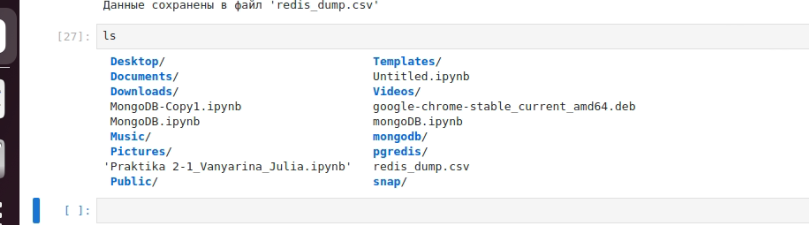 Данные сохранены в файл 'redis_dump.csv'
[27]: ls
Desktop/ Templates/
Documents/ Untitled.ipynb
Downloads/ Videos/
MongoDB-Copy1.ipynb google-chrome-stable_current_amd64.deb
MongoDB.ipynb mongoDB.ipynb
Music/ mongodb/
Pictures/ pgredis/
'Praktika 2-1_Vanyarina_Julia.ipynb' redis_dump.csv
Public/ snap/
[ ]: